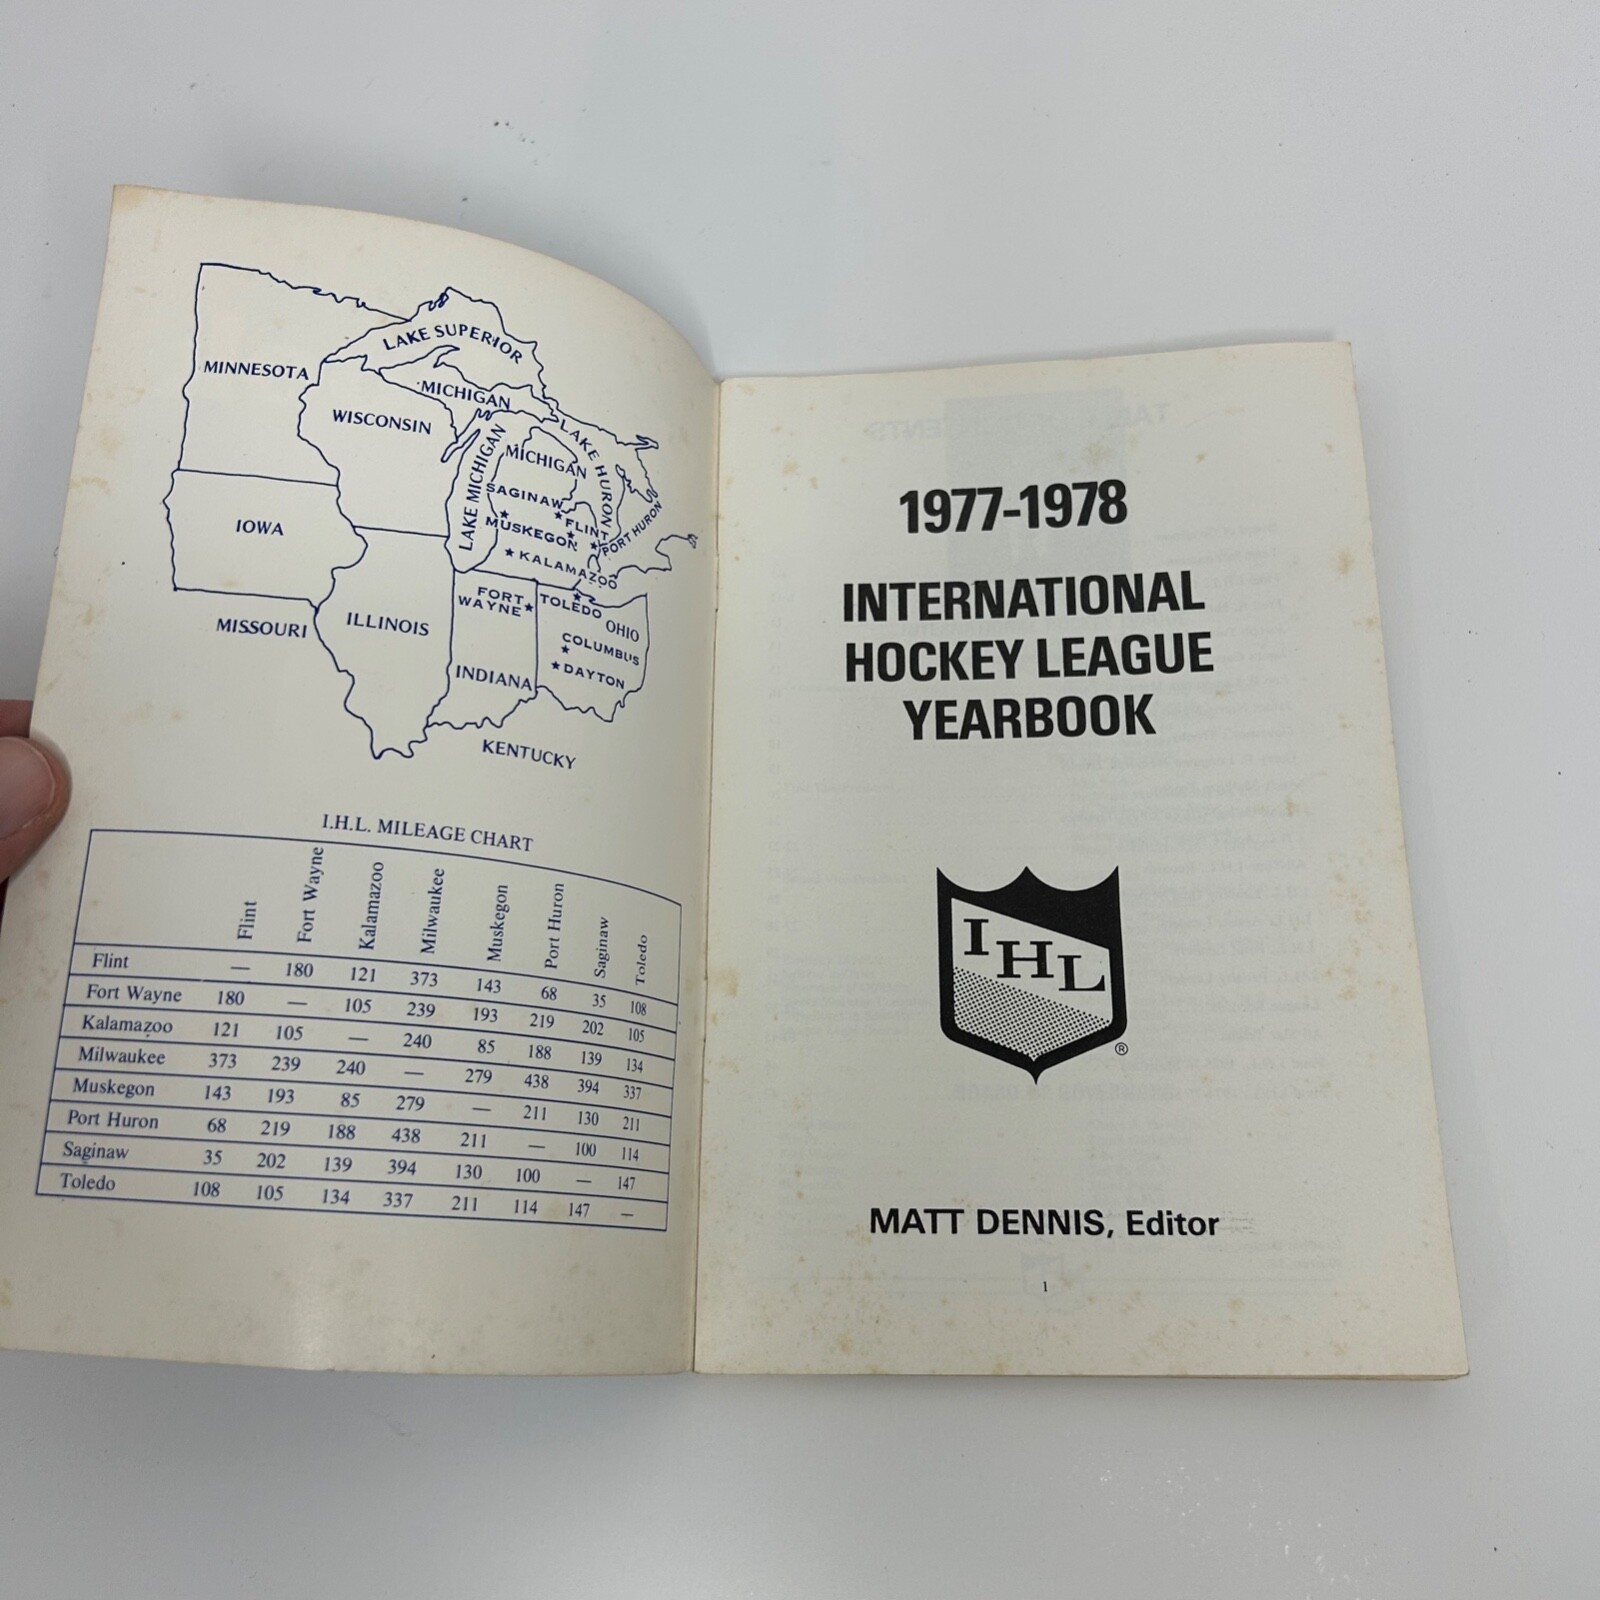 LAKE SUPERIOR
MINNESOTA
MICHIGAN
WISCONSIN
LAKE MICHIGAN
MICHIGAN
LAKE HURON
SAGINAW
FLINT
MUSKEGON
PORT HURON
KALAMAZOO
IOWA
FORT
WAYNE
TOLEDO
OHIO
MISSOURI
ILLINOIS
COLUMBUS
INDIANA
DAYTON
KENTUCKY
I.H.L. MILEAGE CHART
Flint Fort Wayne Kalamazoo Milwaukee Muskegon Port Huron Saginaw Toledo
Flint — 180 121 373 143 68 35 108
Fort Wayne 180 — 105 239 193 219 202 105
Kalamazoo 121 105 — 240 85 188 139 134
Milwaukee 373 239 240 — 279 438 394 337
Muskegon 143 193 85 279 — 211 130 211
Port Huron 68 219 188 438 211 — 100 114
Saginaw 35 202 139 394 130 100 — 147
Toledo 108 105 134 337 211 114 147 —
1977-1978
INTERNATIONAL
HOCKEY LEAGUE
YEARBOOK
IHL
®
MATT DENNIS, Editor
1